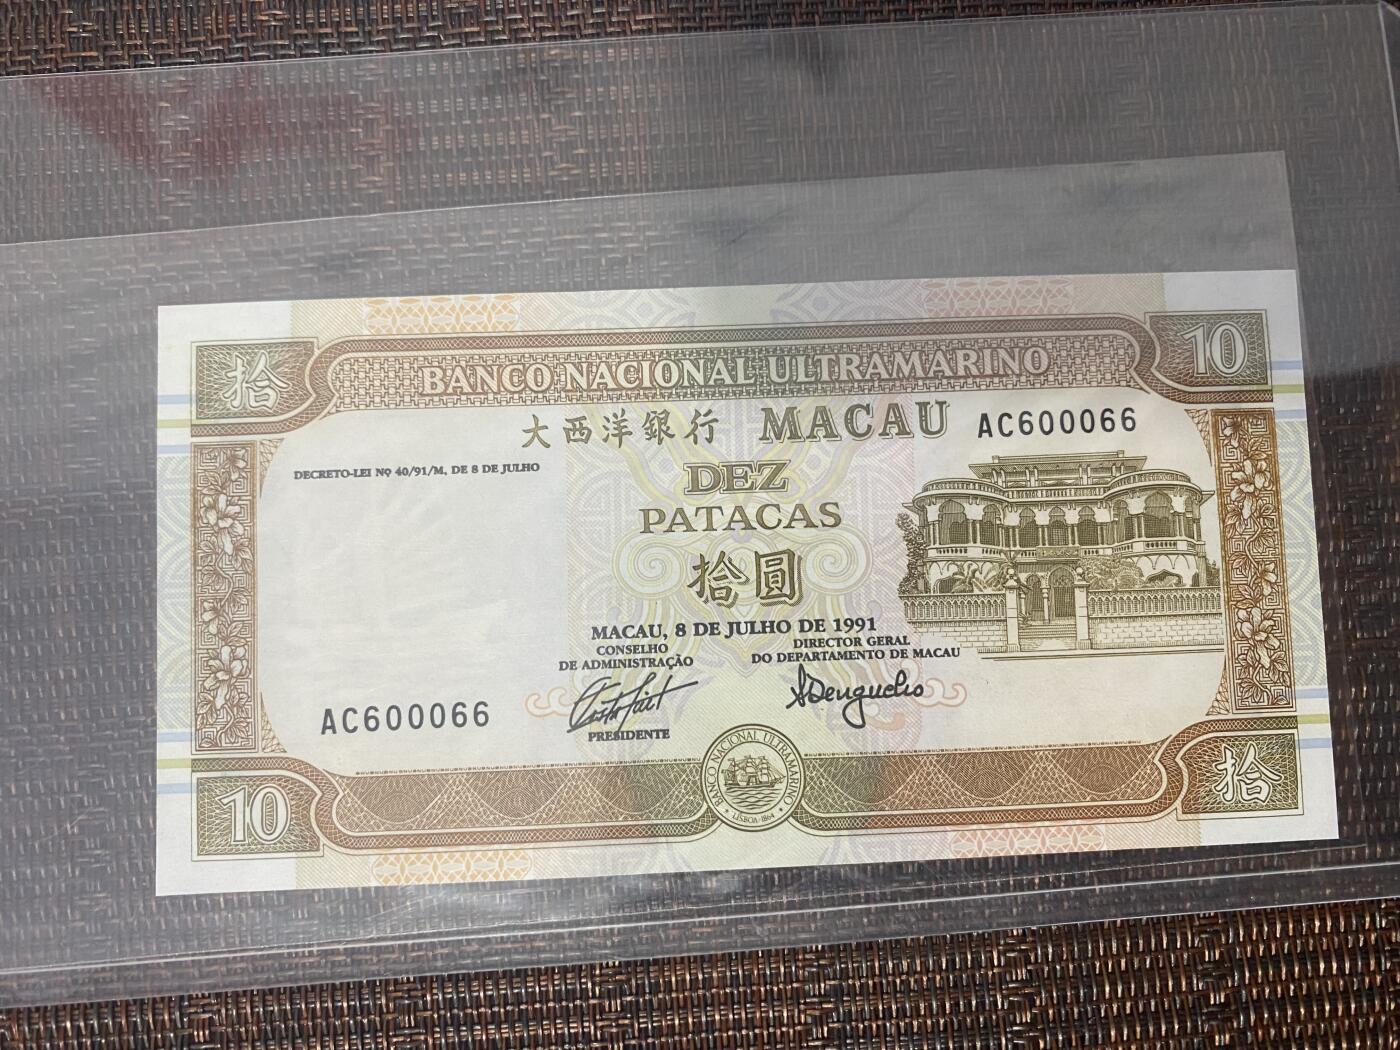 拾
BANCO NACIONAL ULTRAMARINO
10
大西洋銀行 MACAU AC600066
DECRETO-LEI Nº 40/91/M, DE 8 DE JULHO
DEZ
PATACAS
拾圓
MACAU, 8 DE JULHO DE 1991
CONSELHO
DE ADMINISTRAÇÃO
DIRECTOR GERAL
DO DEPARTAMENTO DE MACAU
AC600066
PRESIDENTE
BANCO NACIONAL ULTRAMARINO
LISBOA·1864
10
拾